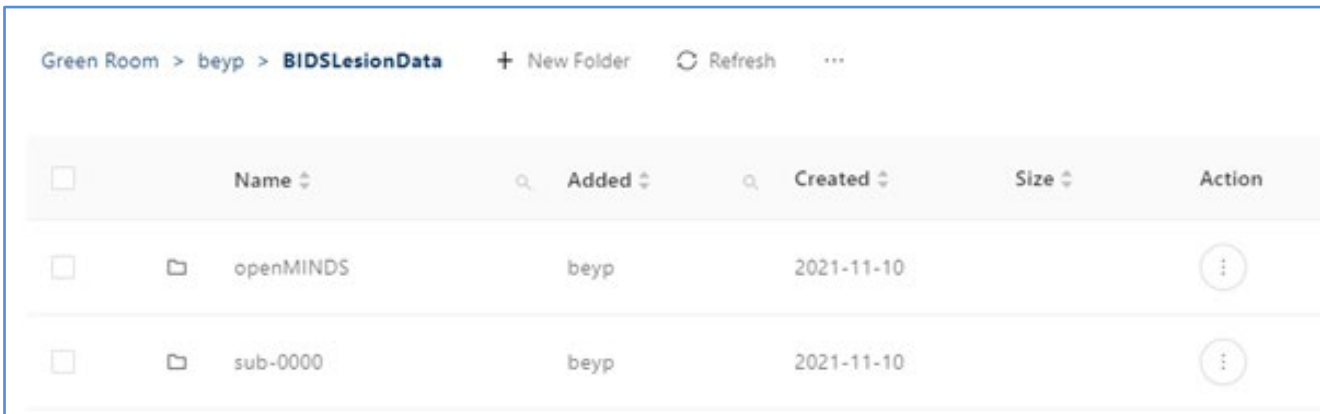 Green Room > beyp > BIDSLesionData + New Folder Refresh ...
Name Added Created Size Action
openMINDS beyp 2021-11-10
sub-0000 beyp 2021-11-10